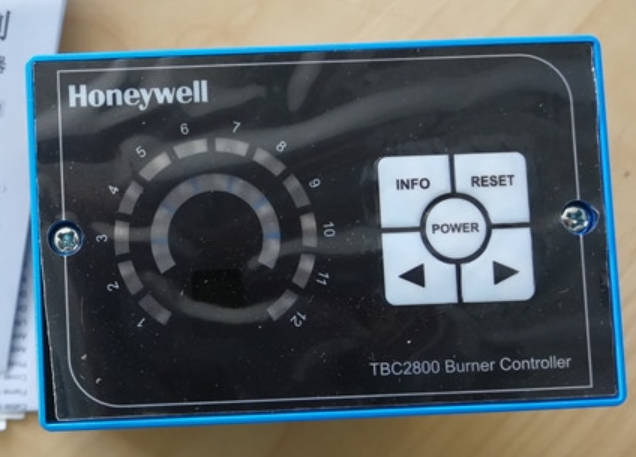 Honeywell
1
2
3
4
5
6
7
8
9
10
11
12
INFO
RESET
POWER
TBC2800 Burner Controller